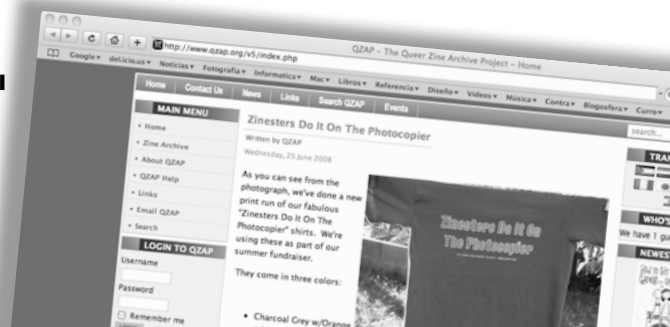 QZAP – The Queer Zine Archive Project – Home
http://www.qzap.org/v5/index.php
Google del.icio.us Noticias Fotografía Informatica Mac Libros Referencia Diseño Videos Música Contra Blogosfera Curro
Home Contact Us News Links Search QZAP Events
search...
MAIN MENU
Home
Zine Archive
About QZAP
QZAP Help
Links
Email QZAP
Search
LOGIN TO QZAP
Username
Password
Remember me
Zinesters Do It On The Photocopier
Written by QZAP
Wednesday, 25 June 2008
As you can see from the
photograph, we've done a new
print run of our fabulous
"Zinesters Do It On The
Photocopier" shirts. We're
using these as part of our
summer fundraiser.
They come in three colors:
• Charcoal Grey w/Orange
Zinesters Do It On
The Photocopier
TRAN
WHO'S
We have 1 gu
NEWES